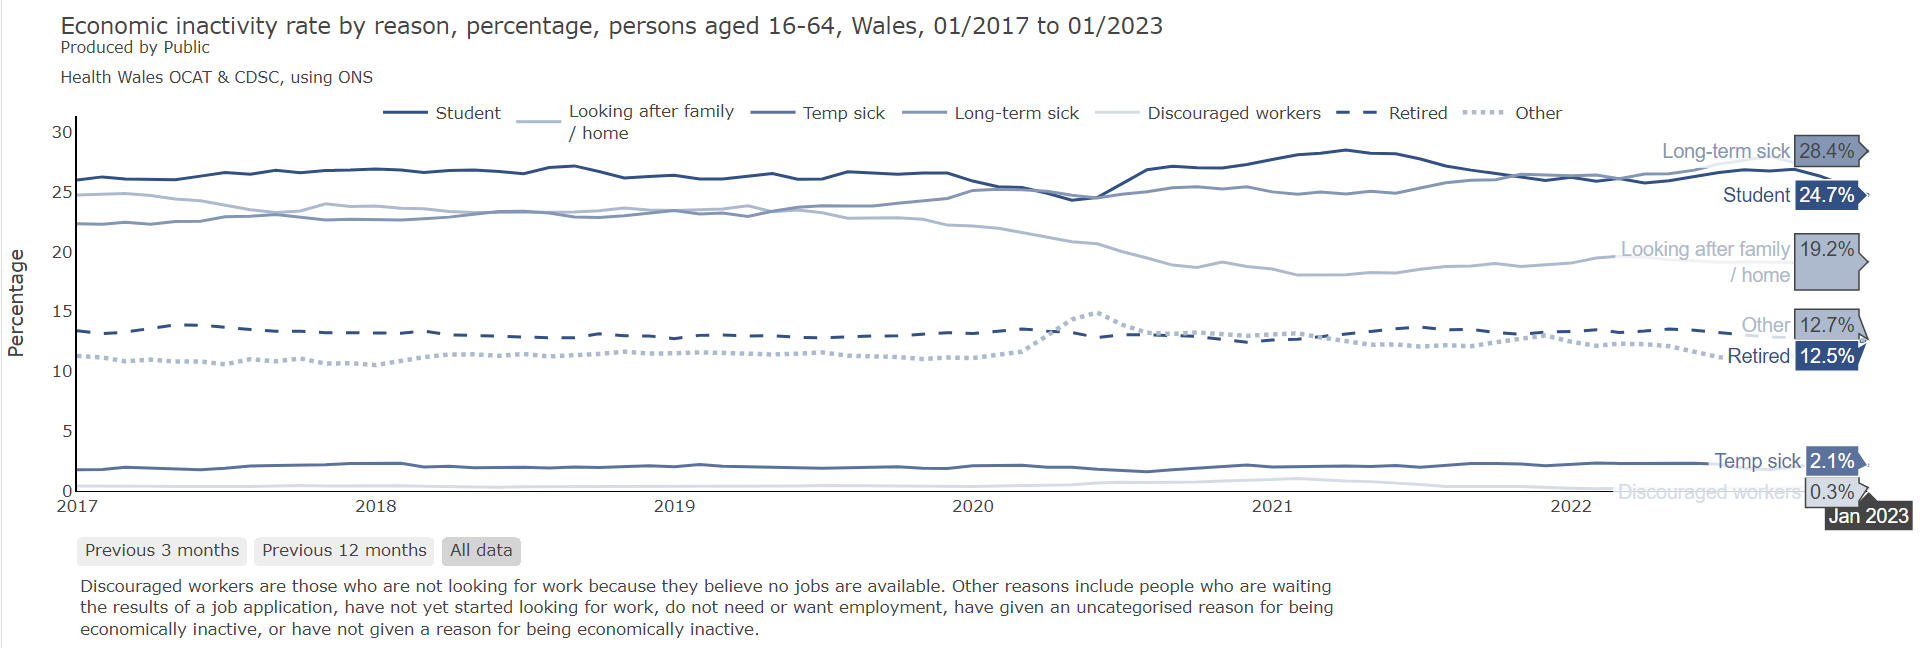 Economic inactivity rate by reason, percentage, persons aged 16-64, Wales, 01/2017 to 01/2023
Produced by Public
Health Wales OCAT & CDSC, using ONS
Student
Looking after family
/ home
Temp sick
Long-term sick
Discouraged workers
Retired
Other
Percentage
30
25
20
15
10
5
0
2017
2018
2019
2020
2021
2022
Long-term sick 28.4%
Student 24.7%
Looking after family 19.2%
/ home
Other 12.7%
Retired 12.5%
Temp sick 2.1%
Discouraged workers 0.3%
Jan 2023
Previous 3 months
Previous 12 months
All data
Discouraged workers are those who are not looking for work because they believe no jobs are available. Other reasons include people who are waiting
the results of a job application, have not yet started looking for work, do not need or want employment, have given an uncategorised reason for being
economically inactive, or have not given a reason for being economically inactive.